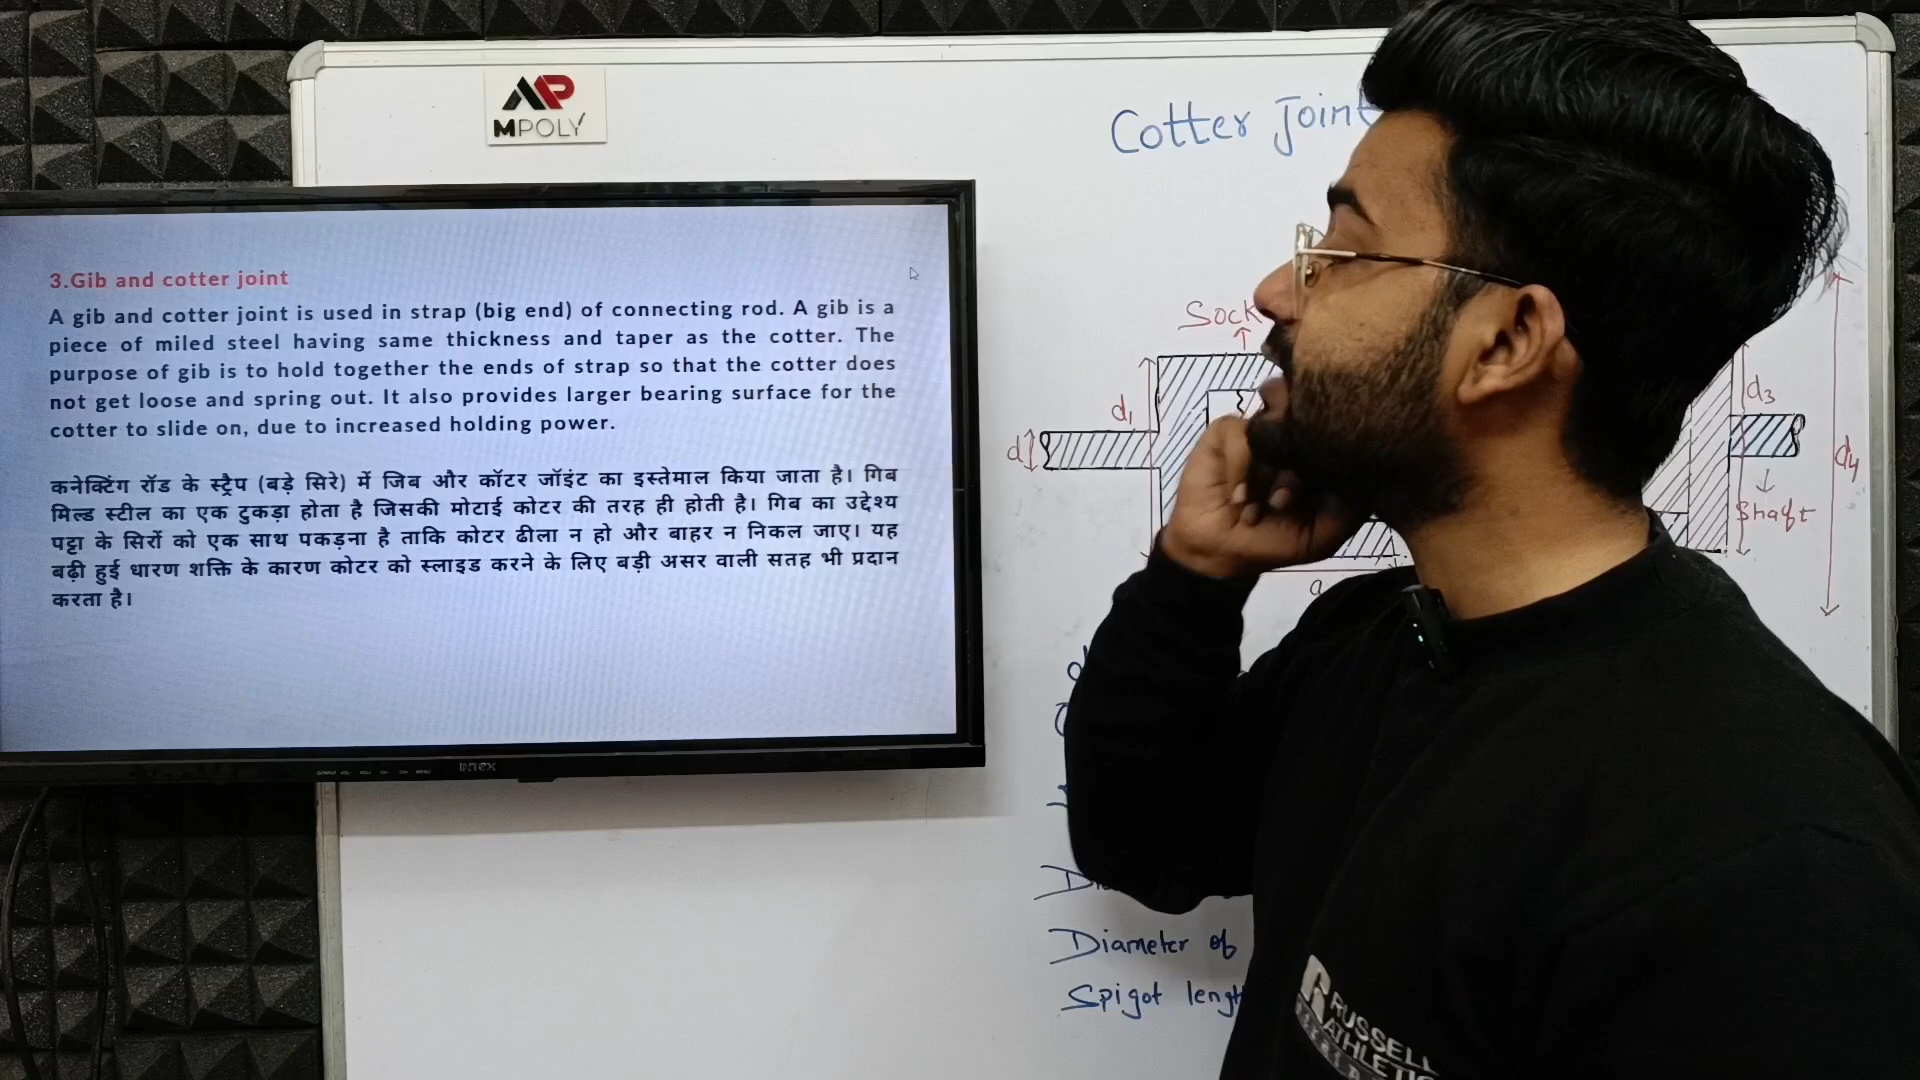 MPOLY
Cotter Joint
3.Gib and cotter joint
A gib and cotter joint is used in strap (big end) of connecting rod. A gib is a
piece of miled steel having same thickness and taper as the cotter. The
purpose of gib is to hold together the ends of strap so that the cotter does
not get loose and spring out. It also provides larger bearing surface for the
cotter to slide on, due to increased holding power.
कनेक्टिंग रॉड के स्ट्रैप (बड़े सिरे) में जिब और कॉटर जॉइंट का इस्तेमाल किया जाता है। गिब
मिल्ड स्टील का एक टुकड़ा होता है जिसकी मोटाई कोटर की तरह ही होती है। गिब का उद्देश्य
पट्टा के सिरों को एक साथ पकड़ना है ताकि कोटर ढीला न हो और बाहर न निकल जाए। यह
बढ़ी हुई धारण शक्ति के कारण कोटर को स्लाइड करने के लिए बड़ी असर वाली सतह भी प्रदान
करता है।
INTEX
Sock
d1
d
d3
d4
Shaft
a
Diameter of
Spigot length
RUSSELL
ATHLETIC